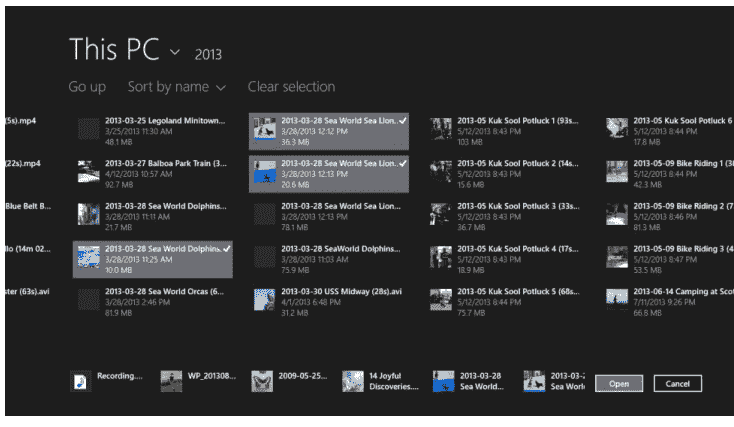 This PC 2013
Go up Sort by name Clear selection
(5s).mp4
(22s).mp4
Blue Belt B...
llo (14m 02...
ster (63s).avi
2013-03-25 Legoland Minitown...
3/25/2013 11:30 AM
48.1 MB
2013-03-27 Balboa Park Train (3...
4/12/2013 10:57 AM
92.7 MB
2013-03-28 Sea World Dolphins...
3/28/2013 11:11 AM
21.7 MB
2013-03-28 Sea World Dolphins...
3/28/2013 11:25 AM
10.0 MB
2013-03-28 Sea World Orcas (6...
3/28/2013 2:46 PM
81.9 MB
2013-03-28 Sea World Sea Lion...
3/28/2013 12:12 PM
36.3 MB
2013-03-28 Sea World Sea Lion...
3/28/2013 12:13 PM
20.6 MB
2013-03-28 Sea World Sea Lion...
3/28/2013 12:13 PM
78.1 MB
2013-03-28 SeaWorld Dolphins...
3/28/2013 11:03 AM
75.9 MB
2013-03-30 USS Midway (28s).avi
4/1/2013 6:48 PM
31.2 MB
2013-05 Kuk Sool Potluck 1 (93s...
5/12/2013 8:43 PM
103 MB
2013-05 Kuk Sool Potluck 2 (14s...
5/12/2013 8:43 PM
15.6 MB
2013-05 Kuk Sool Potluck 3 (33s...
5/12/2013 8:43 PM
36.7 MB
2013-05 Kuk Sool Potluck 4 (17s...
5/12/2013 8:43 PM
18.9 MB
2013-05 Kuk Sool Potluck 5 (68s...
5/12/2013 8:44 PM
75.7 MB
2013-05 Kuk Sool Potluck 6
5/12/2013 8:44 PM
17.8 MB
2013-05-09 Bike Riding 1 (3
5/12/2013 8:44 PM
42.3 MB
2013-05-09 Bike Riding 2 (7
5/12/2013 8:46 PM
81.3 MB
2013-05-09 Bike Riding 3 (4
5/12/2013 8:47 PM
53.5 MB
2013-06-14 Camping at Scot
7/11/2013 9:26 PM
66.8 MB
Recording....
WP_201308...
2009-05-25...
14 Joyful
Discoveries....
2013-03-28
Sea World...
2013-03-2
Sea Worl
Open
Cancel